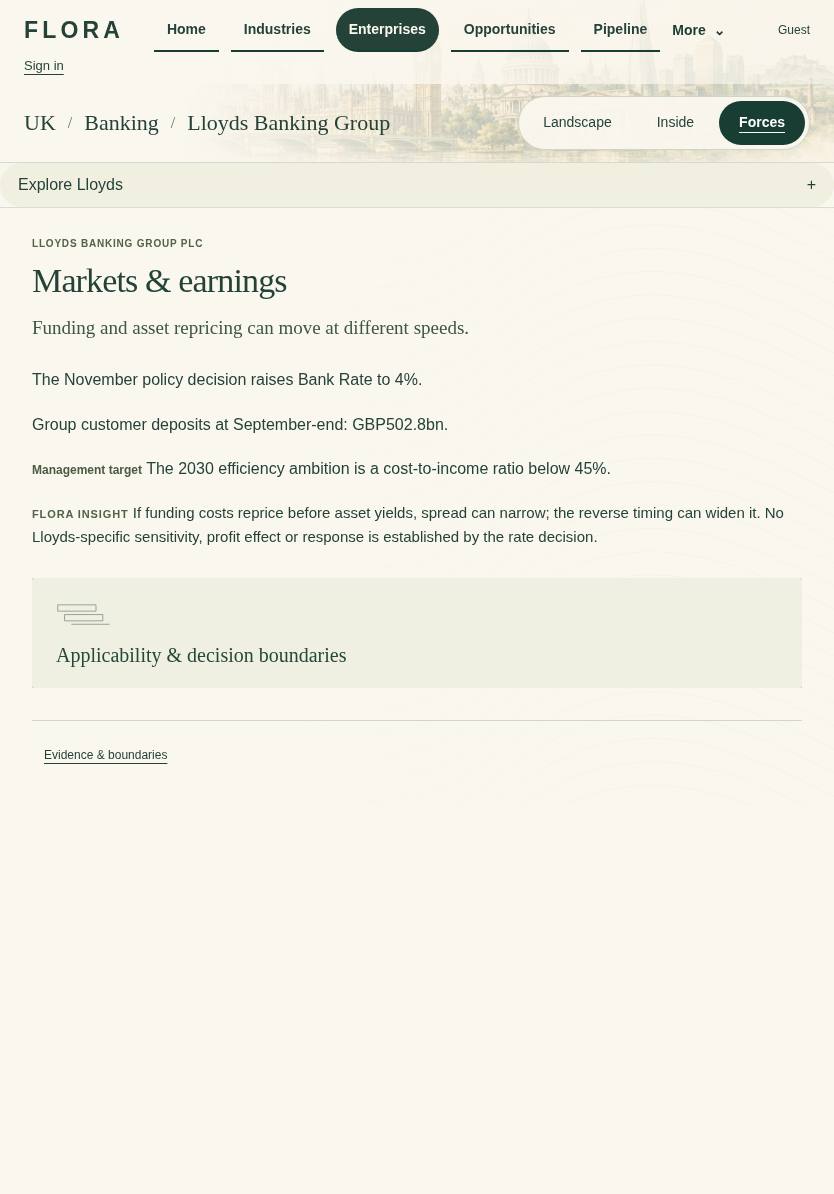 FLORA
Home
Industries
Enterprises
Opportunities
Pipeline
More
Guest
Sign in
UK / Banking / Lloyds Banking Group
Landscape
Inside
Forces
Explore Lloyds +
LLOYDS BANKING GROUP PLC
Markets & earnings
Funding and asset repricing can move at different speeds.
The November policy decision raises Bank Rate to 4%.
Group customer deposits at September-end: GBP502.8bn.
Management target The 2030 efficiency ambition is a cost-to-income ratio below 45%.
FLORA INSIGHT If funding costs reprice before asset yields, spread can narrow; the reverse timing can widen it. No
Lloyds-specific sensitivity, profit effect or response is established by the rate decision.
Applicability & decision boundaries
Evidence & boundaries